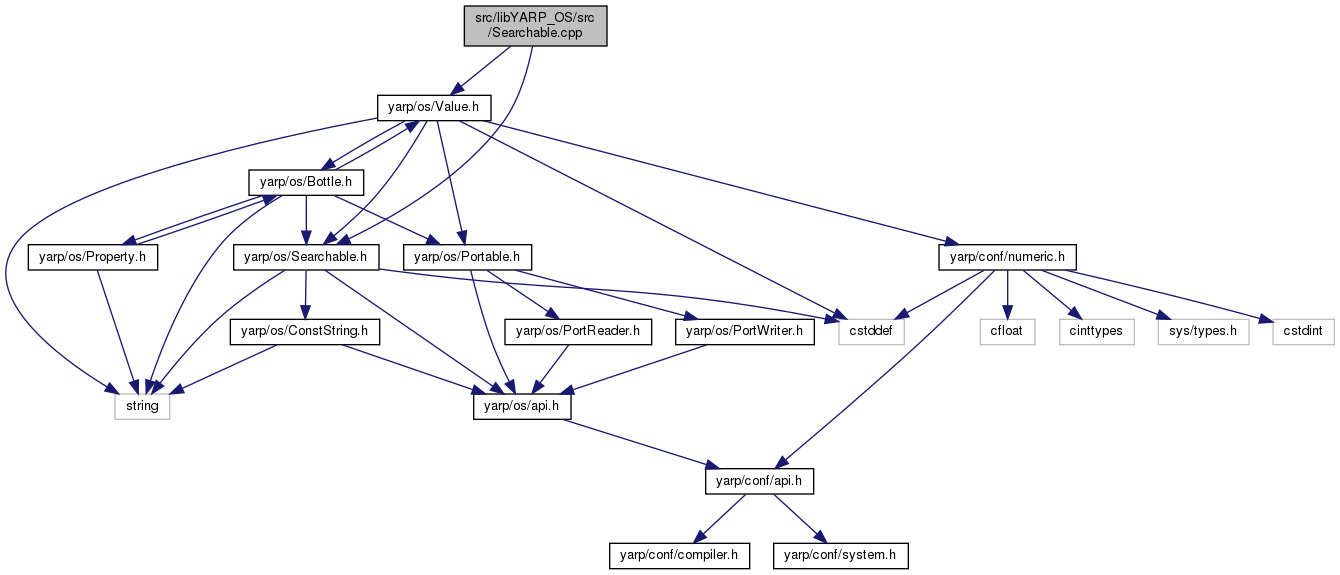 src/libYARP_OS/src
/Searchable.cpp
yarp/os/Value.h
yarp/os/Bottle.h
yarp/os/Property.h
yarp/os/Searchable.h
yarp/os/Portable.h
yarp/conf/numeric.h
yarp/os/ConstString.h
yarp/os/PortReader.h
yarp/os/PortWriter.h
cstddef
cfloat
cinttypes
sys/types.h
cstdint
string
yarp/os/api.h
yarp/conf/api.h
yarp/conf/compiler.h
yarp/conf/system.h